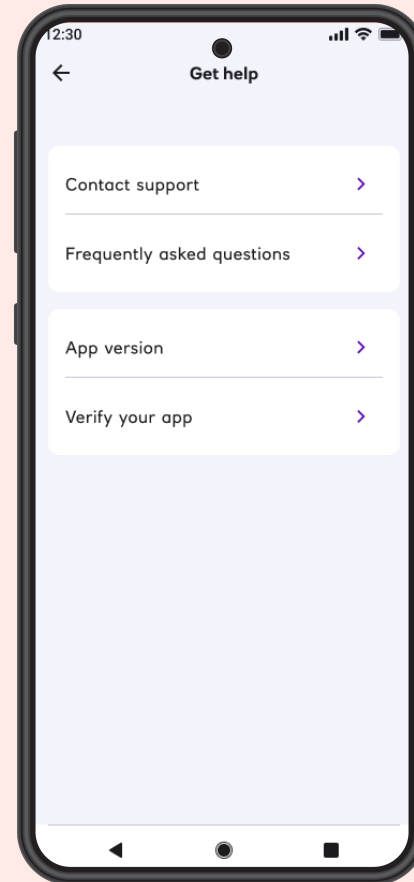 12:30
Get help
Contact support
Frequently asked questions
App version
Verify your app